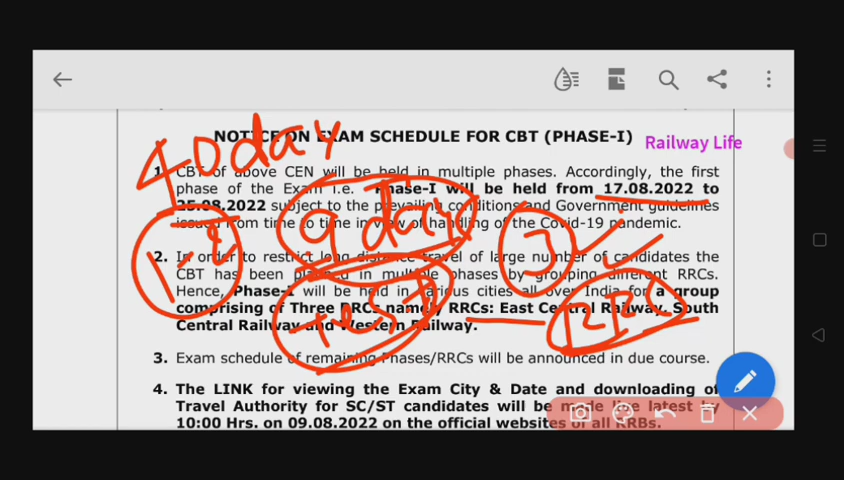 NOTICE ON EXAM SCHEDULE FOR CBT (PHASE-I)
Railway Life
40 day
1. CBT of above CEN will be held in multiple phases. Accordingly, the first
phase of the Exam i.e. Phase-I will be held from 17.08.2022 to
25.08.2022 subject to the prevailing conditions and Government guidelines
issued from time to time in view of handling of the Covid-19 pandemic.
9 day
3
2. In order to restrict long distance travel of large number of candidates the
CBT has been planned in multiple phases by grouping different RRCs.
Hence, Phase-I will be held in various cities all over India for a group
comprising of Three RRCs namely RRCs: East Central Railway, South
Central Railway and Western Railway.
RRC
3. Exam schedule of remaining Phases/RRCs will be announced in due course.
4. The LINK for viewing the Exam City & Date and downloading of
Travel Authority for SC/ST candidates will be made live latest by
10:00 Hrs. on 09.08.2022 on the official websites of all RRBs.